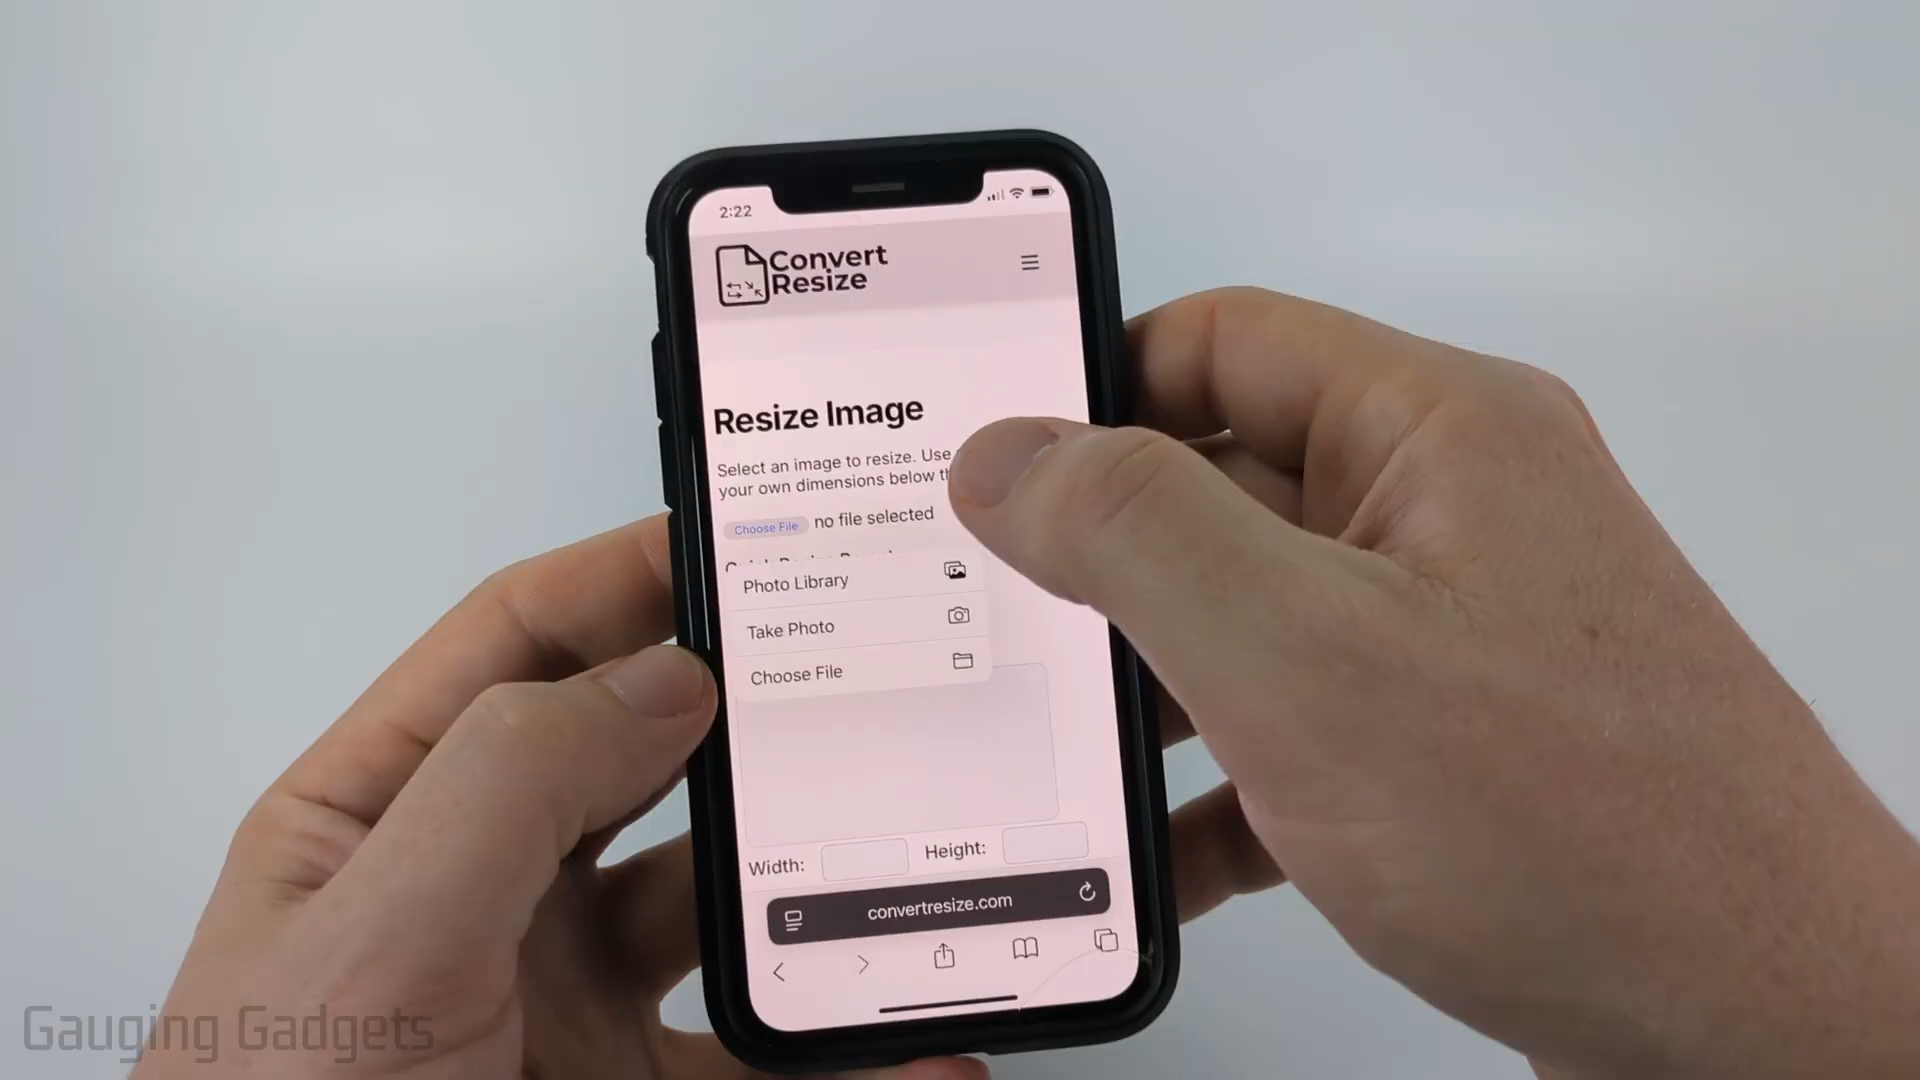 2:22
Convert
Resize
Resize Image
Select an image to resize. Use
your own dimensions below
Choose File no file selected
Photo Library
Take Photo
Choose File
Width: Height:
convertresize.com
Gauging Gadgets